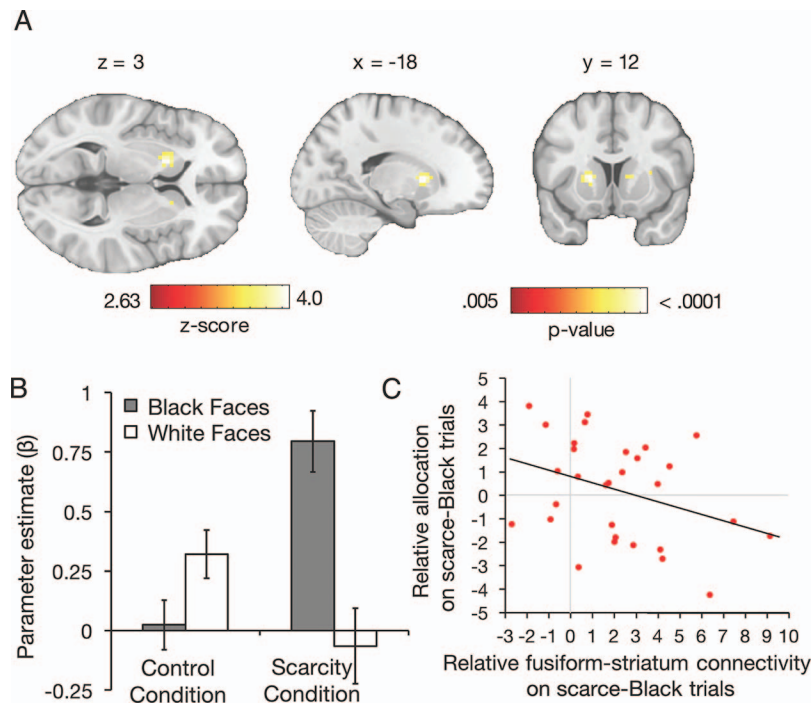 A
z = 3
x = -18
y = 12
2.63
4.0
z-score
.005
< .0001
p-value
B
1
0.75
0.5
0.25
0
-0.25
Parameter estimate (β)
Black Faces
White Faces
Control
Condition
Scarcity
Condition
C
5
4
3
2
1
0
-1
-2
-3
-4
-5
Relative allocation
on scarce-Black trials
-3 -2 -1 0 1 2 3 4 5 6 7 8 9 10
Relative fusiform-striatum connectivity
on scarce-Black trials